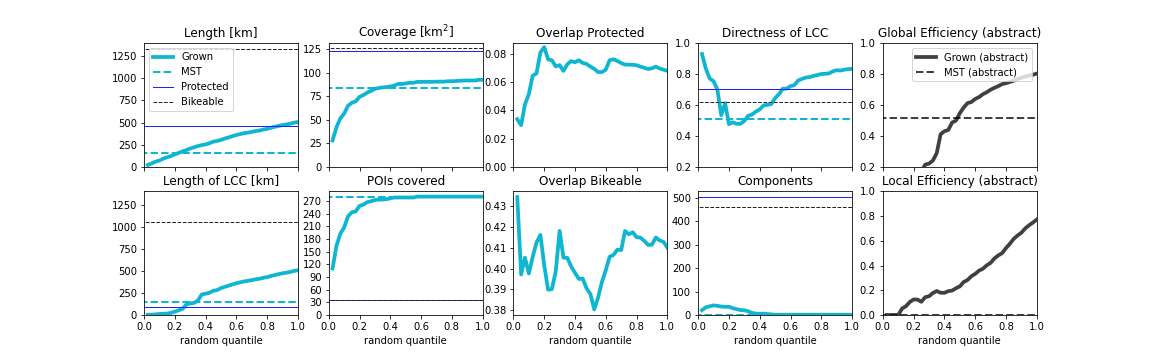 Length [km]
Coverage [km²]
Overlap Protected
Directness of LCC
Global Efficiency (abstract)
1250
1000
750
500
250
0
Grown
MST
Protected
Bikeable
125
100
75
50
25
0
0.08
0.06
0.04
0.02
0.00
1.0
0.8
0.6
0.4
0.2
1.0
0.8
0.6
0.4
0.2
Grown (abstract)
MST (abstract)
Length of LCC [km]
POIs covered
Overlap Bikeable
Components
Local Efficiency (abstract)
1250
1000
750
500
250
0
270
240
210
180
150
120
90
60
30
0
0.43
0.42
0.41
0.40
0.39
0.38
500
400
300
200
100
0
1.0
0.8
0.6
0.4
0.2
0.0
0.0 0.2 0.4 0.6 0.8 1.0
0.0 0.2 0.4 0.6 0.8 1.0
0.0 0.2 0.4 0.6 0.8 1.0
0.0 0.2 0.4 0.6 0.8 1.0
0.0 0.2 0.4 0.6 0.8 1.0
random quantile
random quantile
random quantile
random quantile
random quantile